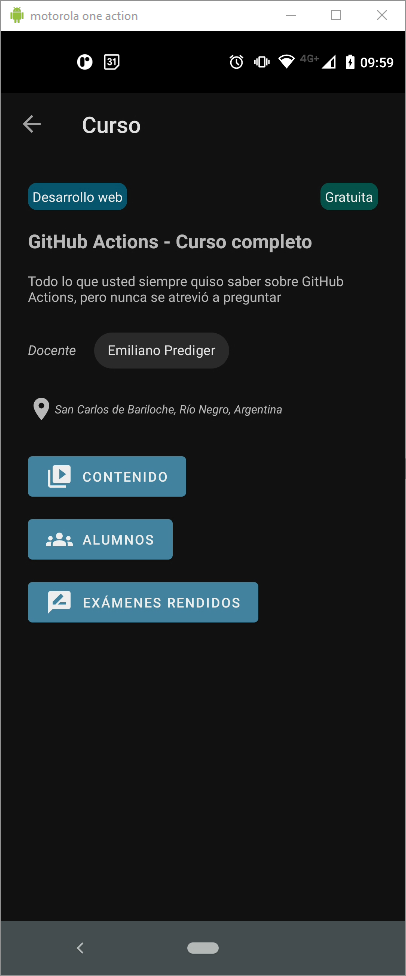 motorola one action
31
4G+
09:59
Curso
Desarrollo web
Gratuita
GitHub Actions - Curso completo
Todo lo que usted siempre quiso saber sobre GitHub
Actions, pero nunca se atrevió a preguntar
Docente
Emiliano Prediger
San Carlos de Bariloche, Río Negro, Argentina
CONTENIDO
ALUMNOS
EXÁMENES RENDIDOS